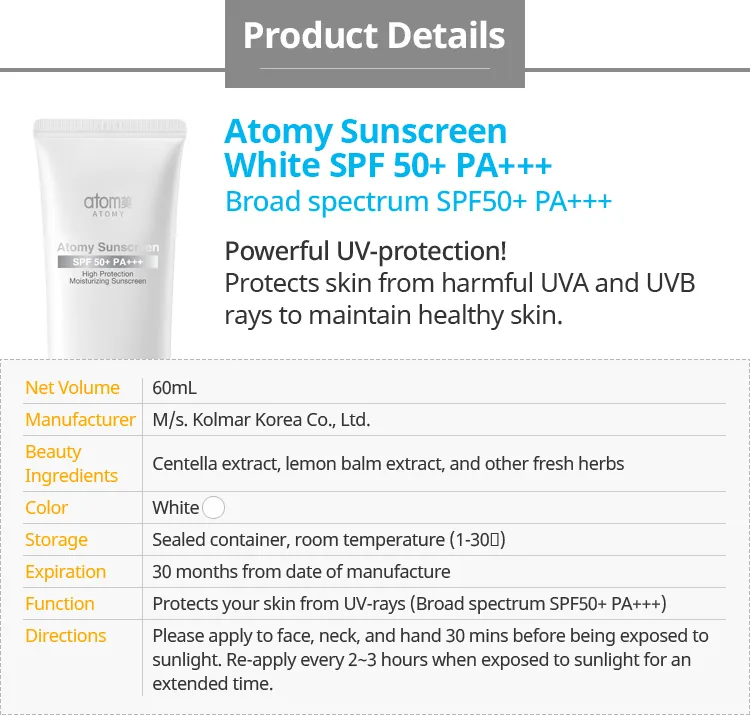 Product Details
Atomy Sunscreen
White SPF 50+ PA+++
Broad spectrum SPF50+ PA+++
Powerful UV-protection!
Protects skin from harmful UVA and UVB
rays to maintain healthy skin.
atom美
ATOMY
Atomy Sunscreen
SPF 50+ PA+++
High Protection
Moisturizing Sunscreen
Net Volume 60mL
Manufacturer M/s. Kolmar Korea Co., Ltd.
Beauty
Ingredients Centella extract, lemon balm extract, and other fresh herbs
Color White
Storage Sealed container, room temperature (1-30▯)
Expiration 30 months from date of manufacture
Function Protects your skin from UV-rays (Broad spectrum SPF50+ PA+++)
Directions Please apply to face, neck, and hand 30 mins before being exposed to
sunlight. Re-apply every 2~3 hours when exposed to sunlight for an
extended time.